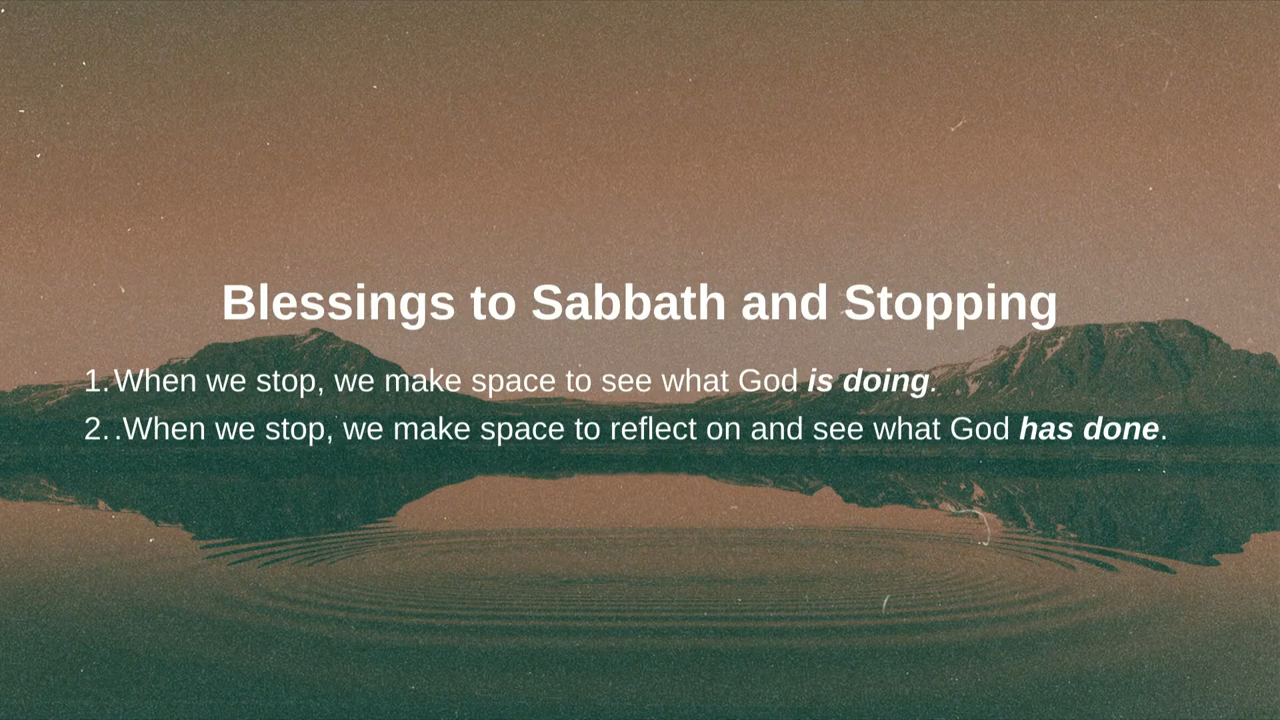 Blessings to Sabbath and Stopping
1. When we stop, we make space to see what God is doing.
2. .When we stop, we make space to reflect on and see what God has done.